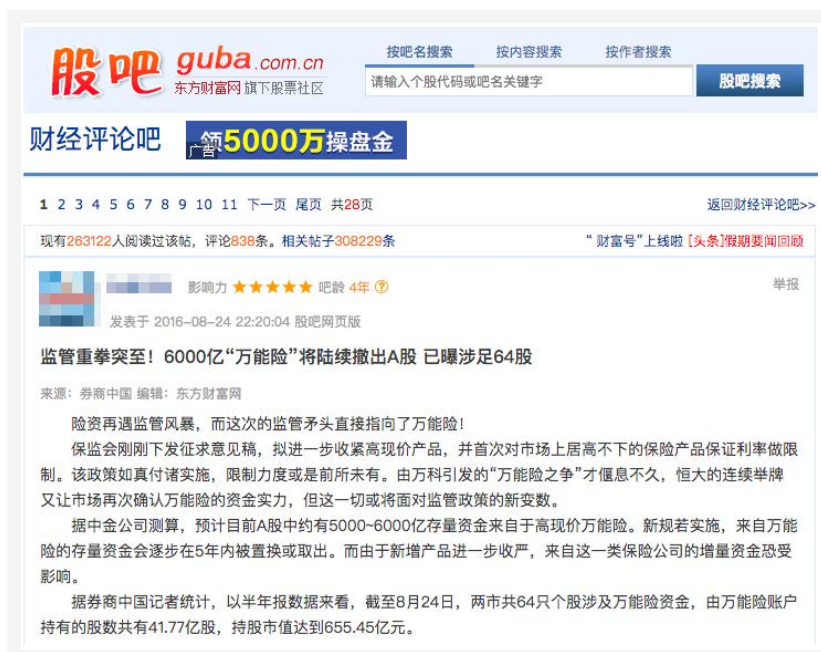 股吧 guba.com.cn
东方财富网 旗下股票社区
按吧名搜索 按内容搜索 按作者搜索
请输入个股代码或吧名关键字
股吧搜索
财经评论吧
领5000万操盘金
广告
1 2 3 4 5 6 7 8 9 10 11 下一页 尾页 共28页
返回财经评论吧>>
现有263122人阅读过该帖，评论838条。相关帖子308229条
“ 财富号”上线啦 [头条]假期要闻回顾
影响力 ★★★★★ 吧龄 4年 ?
举报
发表于 2016-08-24 22:20:04 股吧网页版
监管重拳突至！6000亿“万能险”将陆续撤出A股 已曝涉足64股
来源：券商中国 编辑：东方财富网
险资再遇监管风暴，而这次的监管矛头直接指向了万能险！
保监会刚刚下发征求意见稿，拟进一步收紧高现价产品，并首次对市场上居高不下的保险产品保证利率做限
制。该政策如真付诸实施，限制力度或是前所未有。由万科引发的“万能险之争”才偃息不久，恒大的连续举牌
又让市场再次确认万能险的资金实力，但这一切或将面对监管政策的新变数。
据中金公司测算，预计目前A股中约有5000~6000亿存量资金来自于高现价万能险。新规若实施，来自万能
险的存量资金会逐步在5年内被置换或取出。而由于新增产品进一步收严，来自这一类保险公司的增量资金恐受
影响。
据券商中国记者统计，以半年报数据来看，截至8月24日，两市共64只个股涉及万能险资金，由万能险账户
持有的股数共有41.77亿股，持股市值达到655.45亿元。